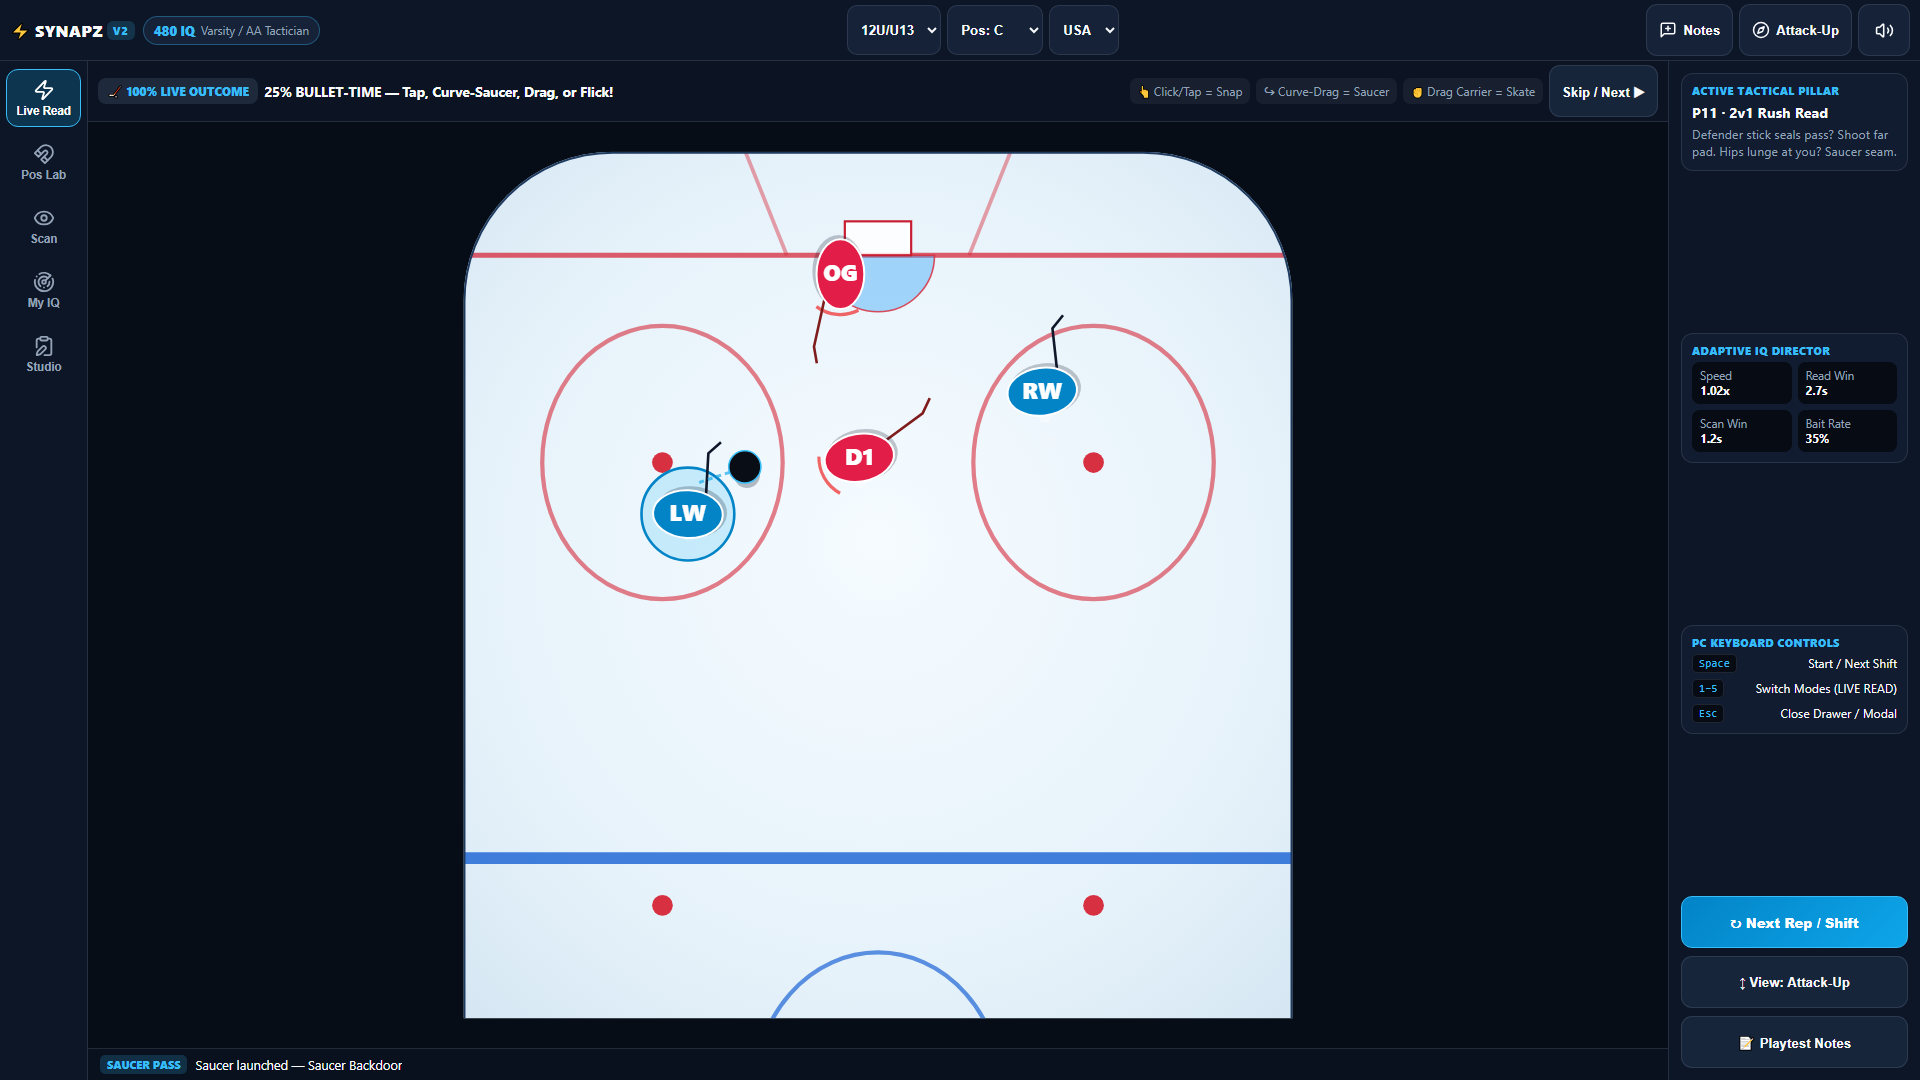 ⚡ SYNAPZ V2 480 IQ Varsity / AA Tactician
12U/U13 Pos: C USA
Notes Attack-Up
Live Read
Pos Lab
Scan
My IQ
Studio
100% LIVE OUTCOME 25% BULLET-TIME — Tap, Curve-Saucer, Drag, or Flick!
👆 Click/Tap = Snap ↪ Curve-Drag = Saucer ✊ Drag Carrier = Skate Skip / Next ▶
OG
RW
D1
LW
ACTIVE TACTICAL PILLAR
P11 · 2v1 Rush Read
Defender stick seals pass? Shoot far
pad. Hips lunge at you? Saucer seam.
ADAPTIVE IQ DIRECTOR
Speed Read Win
1.02x 2.7s
Scan Win Bait Rate
1.2s 35%
PC KEYBOARD CONTROLS
Space Start / Next Shift
1-5 Switch Modes (LIVE READ)
Esc Close Drawer / Modal
↻ Next Rep / Shift
↕ View: Attack-Up
📝 Playtest Notes
SAUCER PASS Saucer launched — Saucer Backdoor